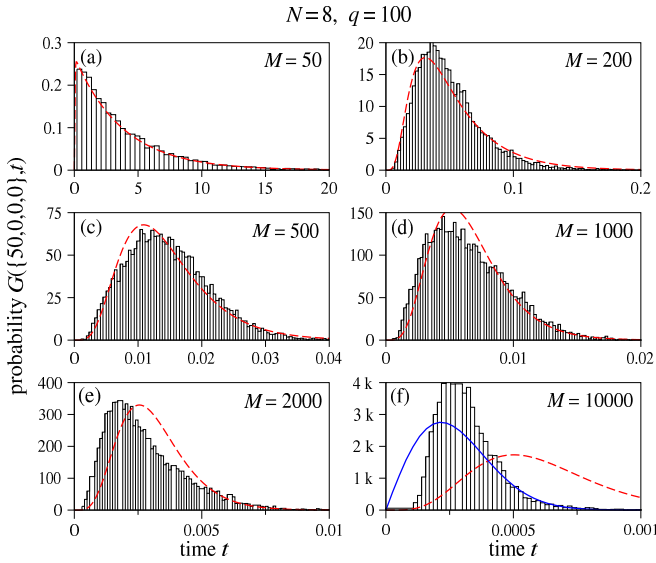 N=8, q=100
probability G({50,0,0,0},t)
(a) M=50
0.3
0.2
0.1
0
0 5 10 15 20
(b) M=200
20
15
10
5
0
0 0.1 0.2
(c) M=500
75
50
25
0
0 0.01 0.02 0.03 0.04
(d) M=1000
150
100
50
0
0 0.01 0.02
(e) M=2000
400
300
200
100
0
0 0.005 0.01
time t
(f) M=10000
4 k
3 k
2 k
1 k
0
0 0.0005 0.001
time t